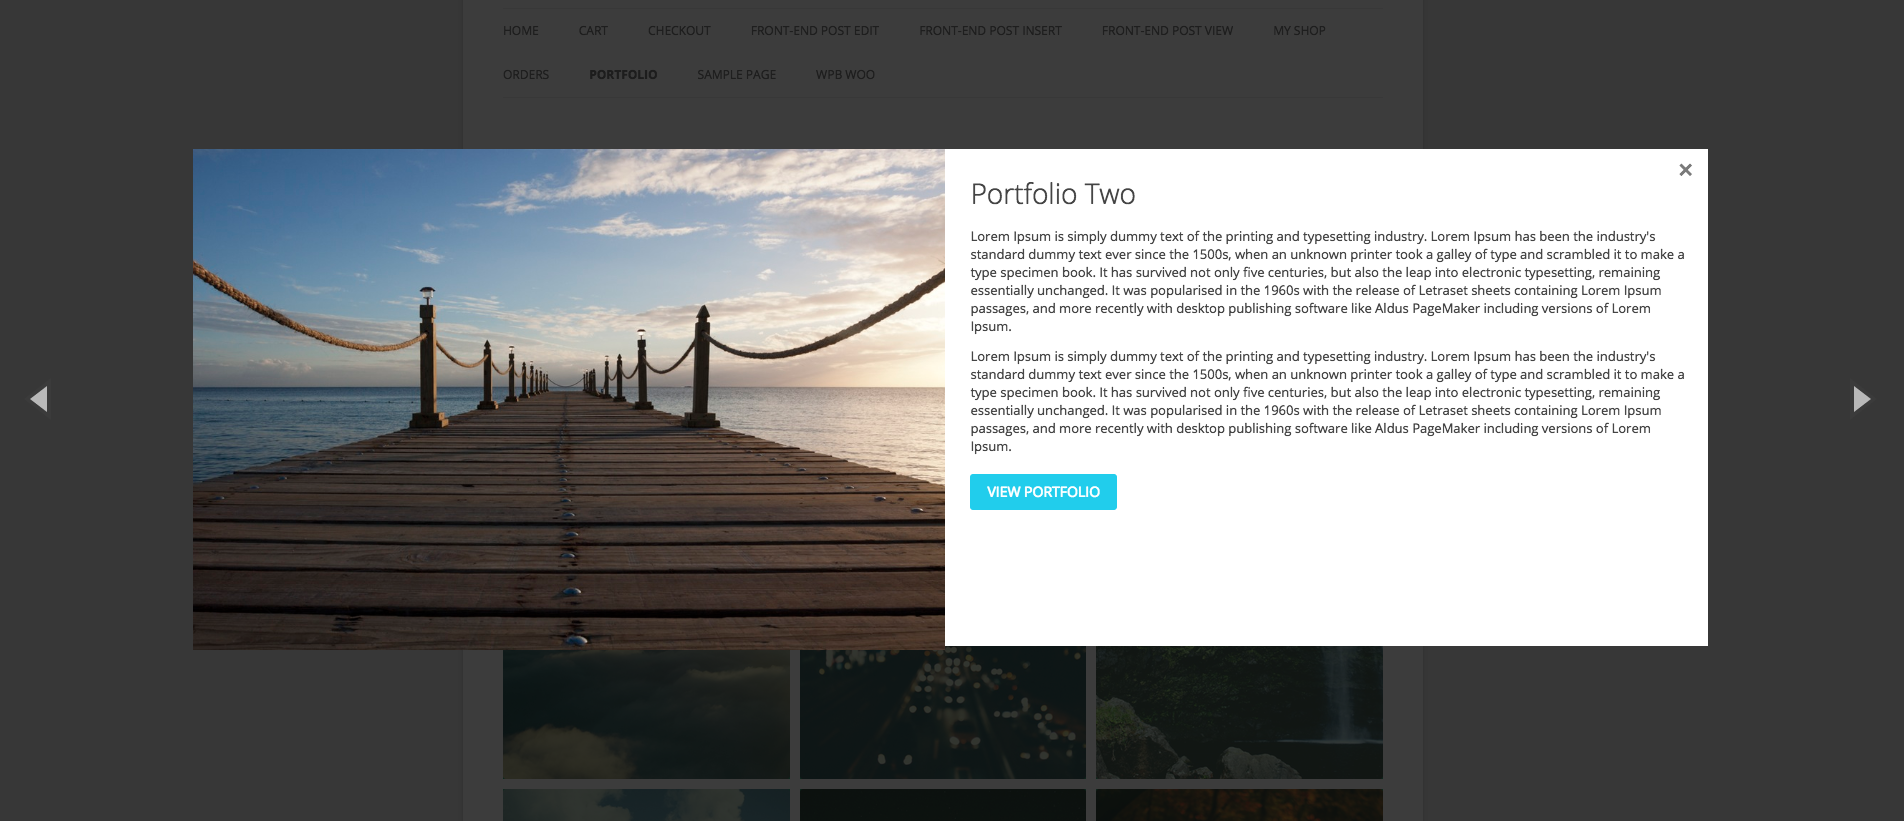 HOME CART CHECKOUT FRONT-END POST EDIT FRONT-END POST INSERT FRONT-END POST VIEW MY SHOP
ORDERS PORTFOLIO SAMPLE PAGE WPB WOO
×
Portfolio Two
Lorem Ipsum is simply dummy text of the printing and typesetting industry. Lorem Ipsum has been the industry's
standard dummy text ever since the 1500s, when an unknown printer took a galley of type and scrambled it to make a
type specimen book. It has survived not only five centuries, but also the leap into electronic typesetting, remaining
essentially unchanged. It was popularised in the 1960s with the release of Letraset sheets containing Lorem Ipsum
passages, and more recently with desktop publishing software like Aldus PageMaker including versions of Lorem
Ipsum.
Lorem Ipsum is simply dummy text of the printing and typesetting industry. Lorem Ipsum has been the industry's
standard dummy text ever since the 1500s, when an unknown printer took a galley of type and scrambled it to make a
type specimen book. It has survived not only five centuries, but also the leap into electronic typesetting, remaining
essentially unchanged. It was popularised in the 1960s with the release of Letraset sheets containing Lorem Ipsum
passages, and more recently with desktop publishing software like Aldus PageMaker including versions of Lorem
Ipsum.
VIEW PORTFOLIO